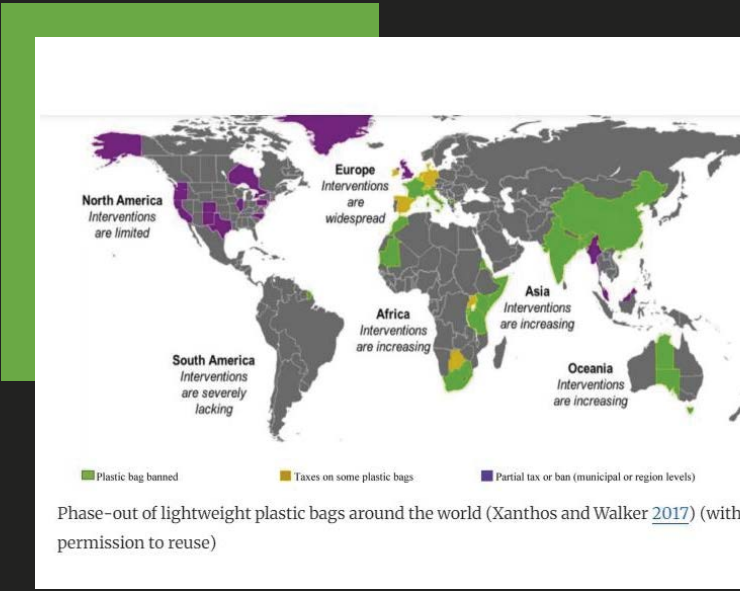 Europe
Interventions
are
widespread
North America
Interventions
are limited
Asia
Interventions
are increasing
Africa
Interventions
are increasing
South America
Interventions
are severely
lacking
Oceania
Interventions
are increasing
Plastic bag banned
Taxes on some plastic bags
Partial tax or ban (municipal or region levels)
Phase-out of lightweight plastic bags around the world (Xanthos and Walker 2017) (with
permission to reuse)